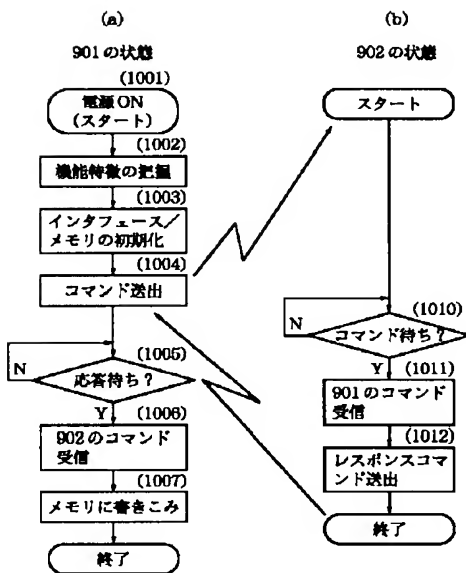 (a)
901の状態
(1001)
電源ON
(スタート)
(1002)
機能特徴の把握
(1003)
インタフェース/
メモリの初期化
(1004)
コマンド送出
(1005)
N
応答待ち?
Y
(1006)
902のコマンド
受信
(1007)
メモリに書きこみ
終了
(b)
902の状態
スタート
(1010)
N
コマンド待ち?
Y
(1011)
901のコマンド
受信
(1012)
レスポンスコマ
ンド送出
終了